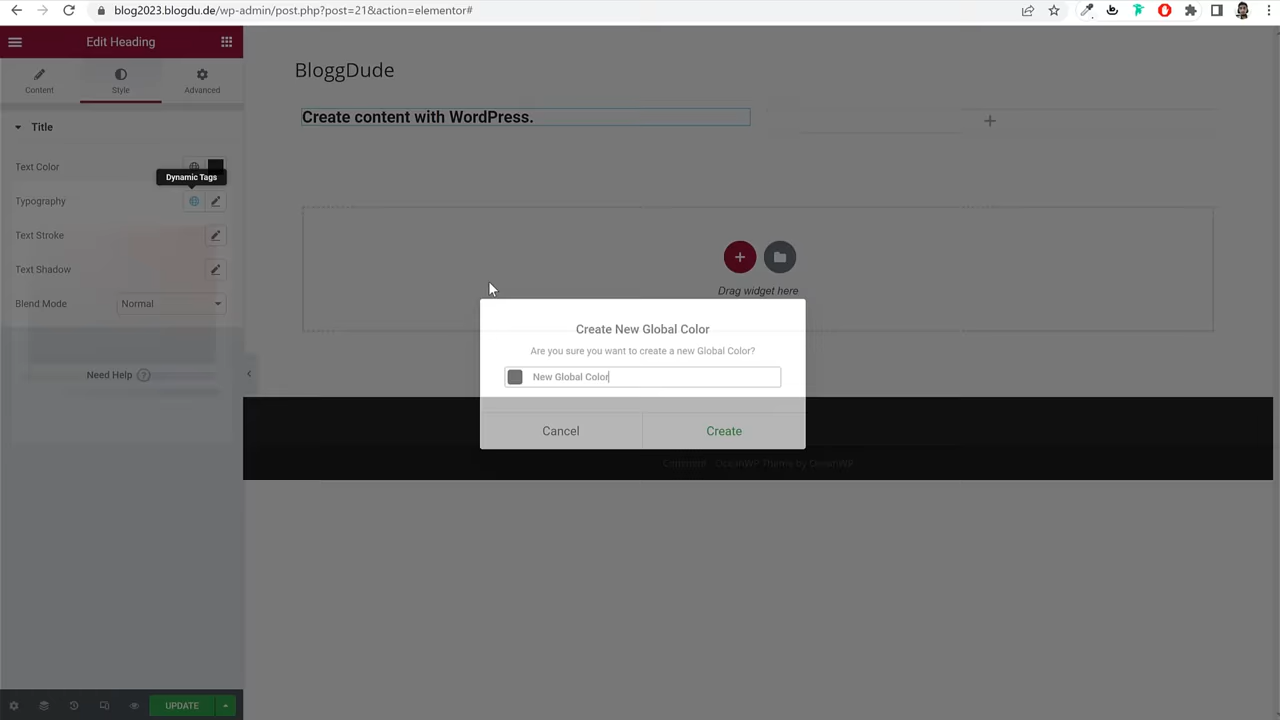 blog2023.blogdu.de/wp-admin/post.php?post=21&action=elementor#
Edit Heading
Content
Style
Advanced
Title
Text Color
Dynamic Tags
Typography
Text Stroke
Text Shadow
Blend Mode
Normal
Need Help
?
UPDATE
BloggDude
Create content with WordPress.
Drag widget here
Create New Global Color
Are you sure you want to create a new Global Color?
New Global Color
Cancel
Create
Theme by OceanWP